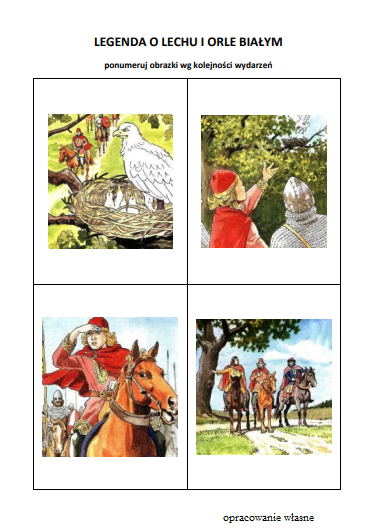 LEGENDA O LECHU I ORLE BIAŁYM
ponumeruj obrazki wg kolejności wydarzeń
opracowanie własne